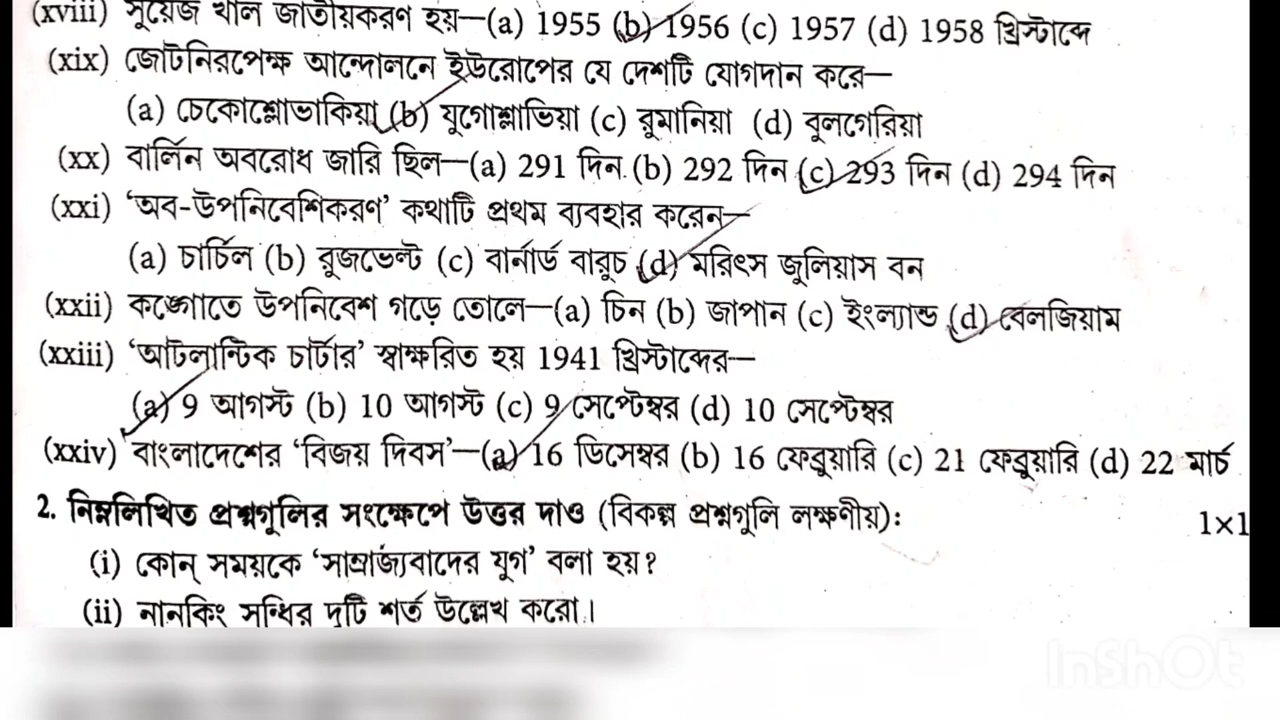 (xviii) সুয়েজ খাল জাতীয়করণ হয়—(a) 1955 (b) 1956 (c) 1957 (d) 1958 খ্রিস্টাব্দে
(xix) জোটনিরপেক্ষ আন্দোলনে ইউরোপের যে দেশটি যোগদান করে—
(a) চেকোশ্লোভাকিয়া (b) যুগোশ্লাভিয়া (c) রুমানিয়া (d) বুলগেরিয়া
(xx) বার্লিন অবরোধ জারি ছিল—(a) 291 দিন (b) 292 দিন (c) 293 দিন (d) 294 দিন
(xxi) ‘অব-উপনিবেশিকরণ’ কথাটি প্রথম ব্যবহার করেন—
(a) চার্চিল (b) রুজভেল্ট (c) বার্নার্ড বারুচ (d) মরিৎস জুলিয়াস বন
(xxii) কঙ্গোতে উপনিবেশ গড়ে তোলে—(a) চিন (b) জাপান (c) ইংল্যান্ড (d) বেলজিয়াম
(xxiii) ‘আটলান্টিক চার্টার’ স্বাক্ষরিত হয় 1941 খ্রিস্টাব্দের—
(a) 9 আগস্ট (b) 10 আগস্ট (c) 9 সেপ্টেম্বর (d) 10 সেপ্টেম্বর
(xxiv) বাংলাদেশের ‘বিজয় দিবস’—(a) 16 ডিসেম্বর (b) 16 ফেব্রুয়ারি (c) 21 ফেব্রুয়ারি (d) 22 মার্চ
2. নিম্নলিখিত প্রশ্নগুলির সংক্ষেপে উত্তর দাও (বিকল্প প্রশ্নগুলি লক্ষণীয়): 1×1
(i) কোন্ সময়কে ‘সাম্রাজ্যবাদের যুগ’ বলা হয়?
(ii) নানকিং সন্ধির দুটি শর্ত উল্লেখ করো।
InShOt